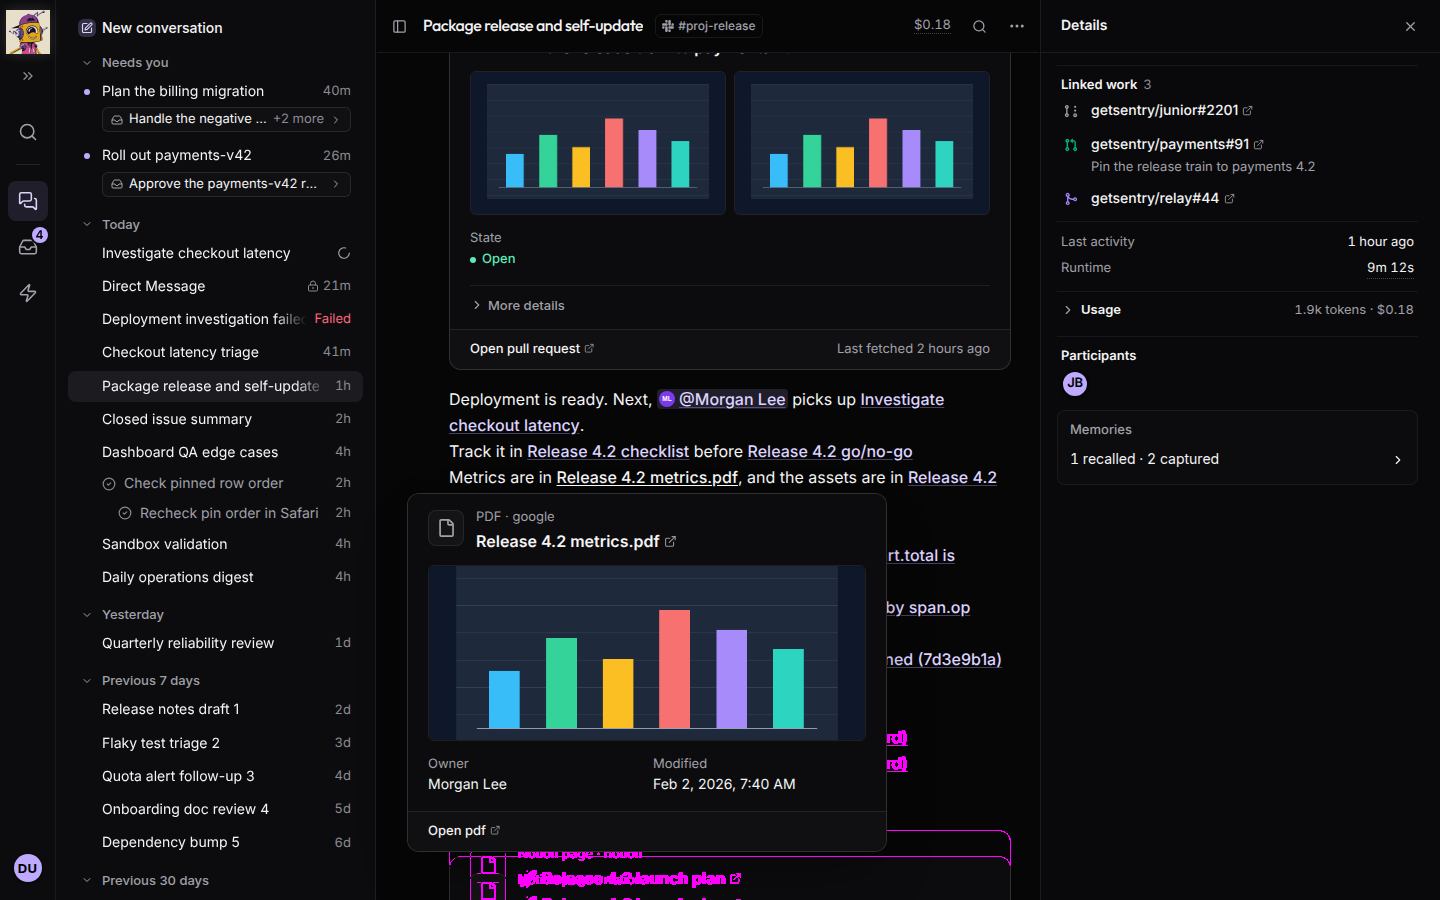 New conversation
Needs you
Plan the billing migration 40m
Handle the negative ... +2 more
Roll out payments-v42 26m
Approve the payments-v42 r...
Today
Investigate checkout latency
Direct Message 21m
Deployment investigation failed Failed
Checkout latency triage 41m
Package release and self-update 1h
Closed issue summary 2h
Dashboard QA edge cases 4h
Check pinned row order 2h
Recheck pin order in Safari 2h
Sandbox validation 4h
Daily operations digest 4h
Yesterday
Quarterly reliability review 1d
Previous 7 days
Release notes draft 1 2d
Flaky test triage 2 3d
Quota alert follow-up 3 4d
Onboarding doc review 4 5d
Dependency bump 5 6d
Previous 30 days
4
DU
Package release and self-update #proj-release $0.18
State
Open
More details
Open pull request Last fetched 2 hours ago
Deployment is ready. Next, ML @Morgan Lee picks up Investigate
checkout latency.
Track it in Release 4.2 checklist before Release 4.2 go/no-go
Metrics are in Release 4.2 metrics.pdf, and the assets are in Release 4.2
PDF · google
Release 4.2 metrics.pdf
rt.total is
by span.op
ned (7d3e9b1a)
rd)
rd)
Owner Modified
Morgan Lee Feb 2, 2026, 7:40 AM
Open pdf
Notion page · notion
Release 4.2 launch plan
Details
Linked work 3
getsentry/junior#2201
getsentry/payments#91
Pin the release train to payments 4.2
getsentry/relay#44
Last activity 1 hour ago
Runtime 9m 12s
Usage 1.9k tokens · $0.18
Participants
JB
Memories
1 recalled · 2 captured